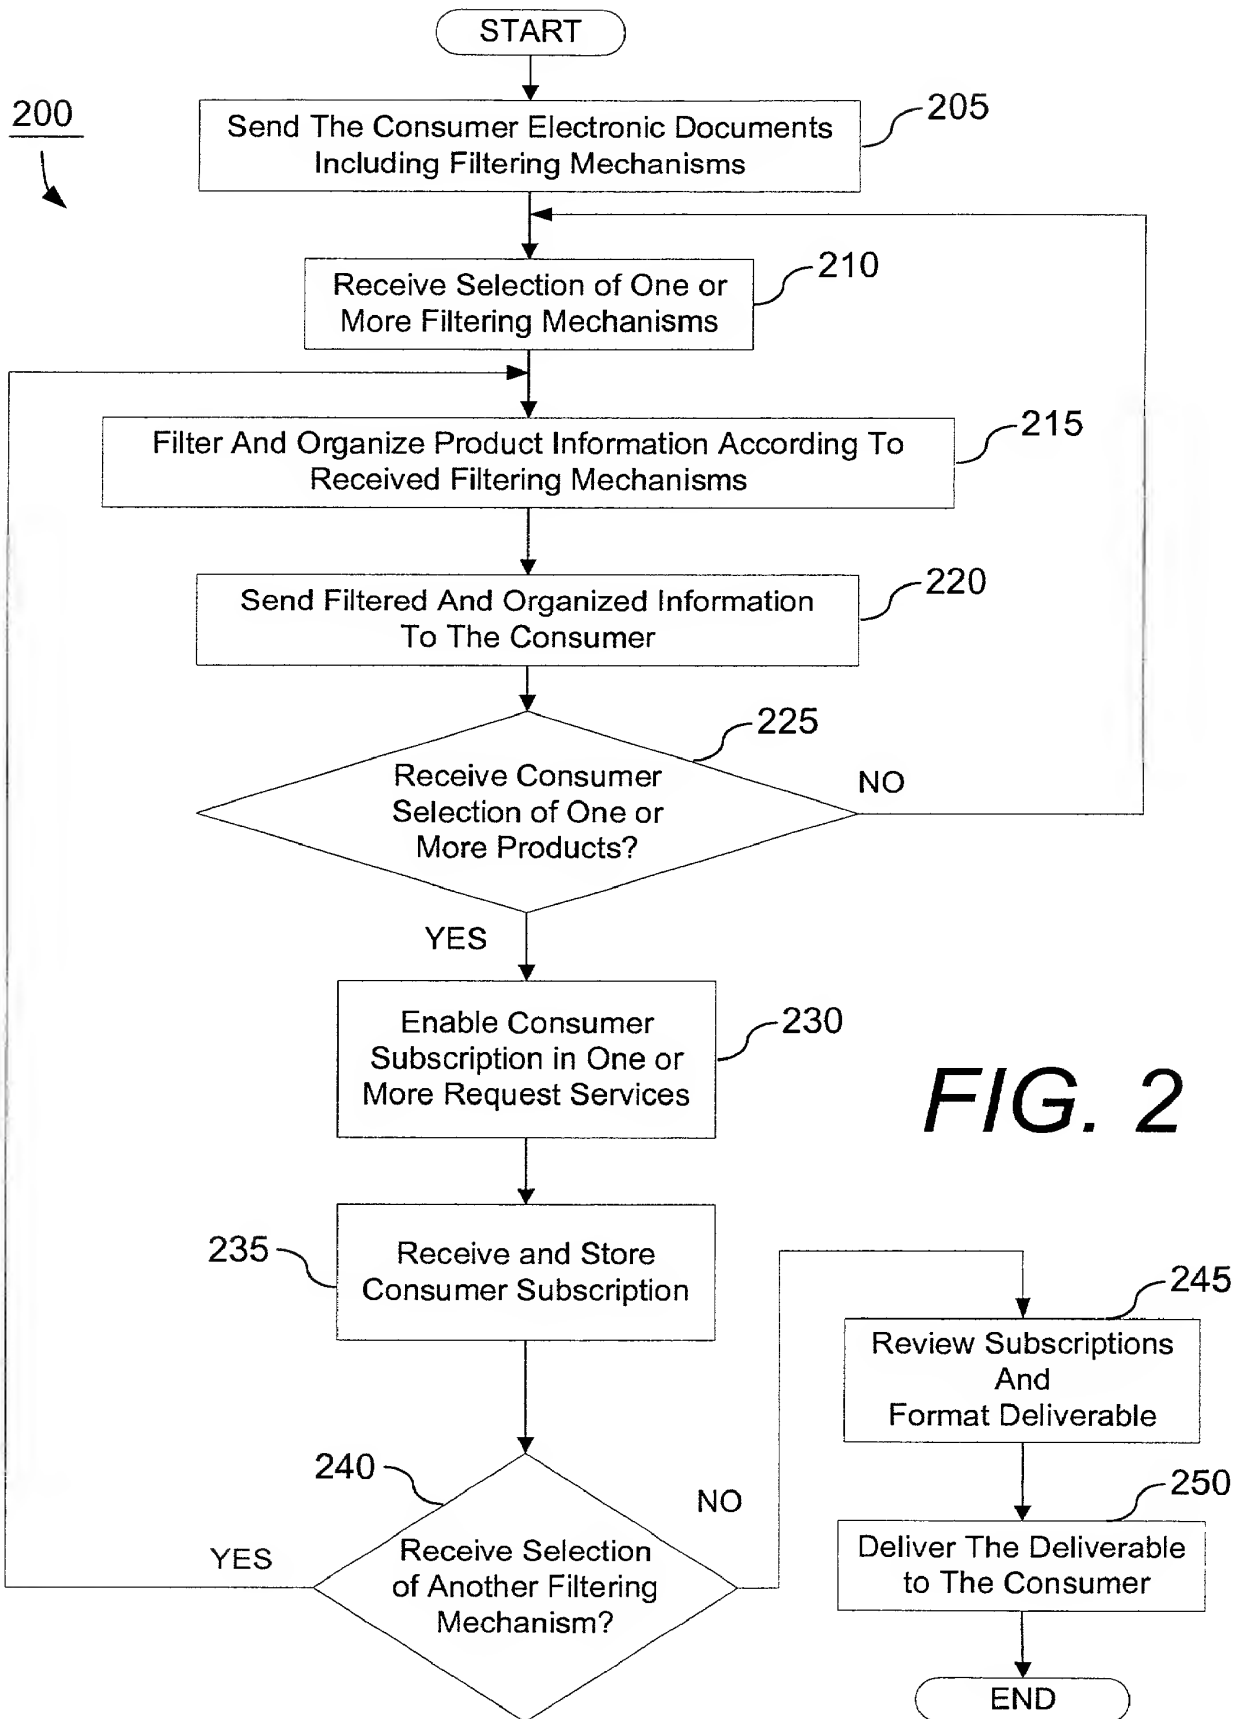 START
200
205
Send The Consumer Electronic Documents
Including Filtering Mechanisms
210
Receive Selection of One or
More Filtering Mechanisms
215
Filter And Organize Product Information According To
Received Filtering Mechanisms
220
Send Filtered And Organized Information
To The Consumer
225
Receive Consumer
Selection of One or
More Products?
NO
YES
230
Enable Consumer
Subscription in One or
More Request Services
FIG. 2
235
Receive and Store
Consumer Subscription
240
Receive Selection
of Another Filtering
Mechanism?
YES
NO
245
Review Subscriptions
And
Format Deliverable
250
Deliver The Deliverable
to The Consumer
END